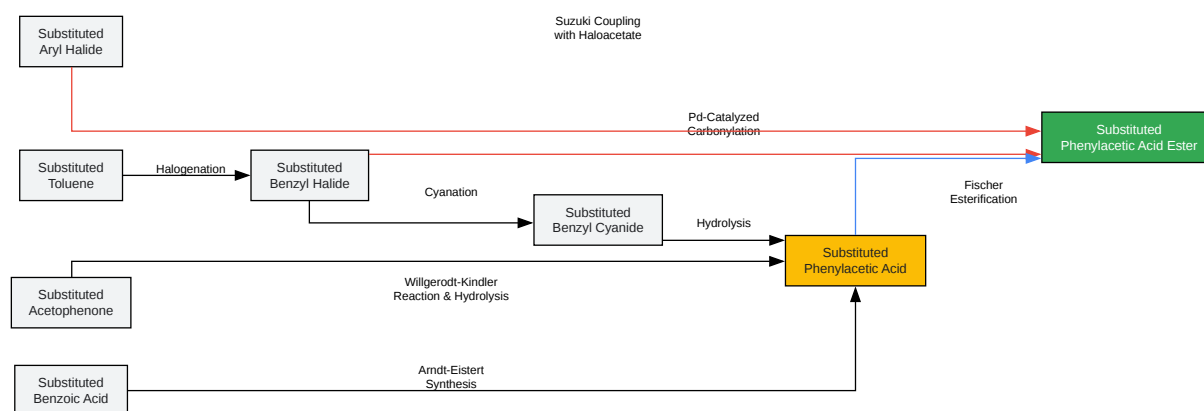 Suzuki Coupling
with Haloacetate
Substituted
Aryl Halide
Pd-Catalyzed
Carbonylation
Substituted
Phenylacetic Acid Ester
Substituted
Toluene
Halogenation
Substituted
Benzyl Halide
Cyanation
Fischer
Esterification
Substituted
Benzyl Cyanide
Hydrolysis
Substituted
Phenylacetic Acid
Substituted
Acetophenone
Willgerodt-Kindler
Reaction & Hydrolysis
Arndt-Eistert
Synthesis
Substituted
Benzoic Acid